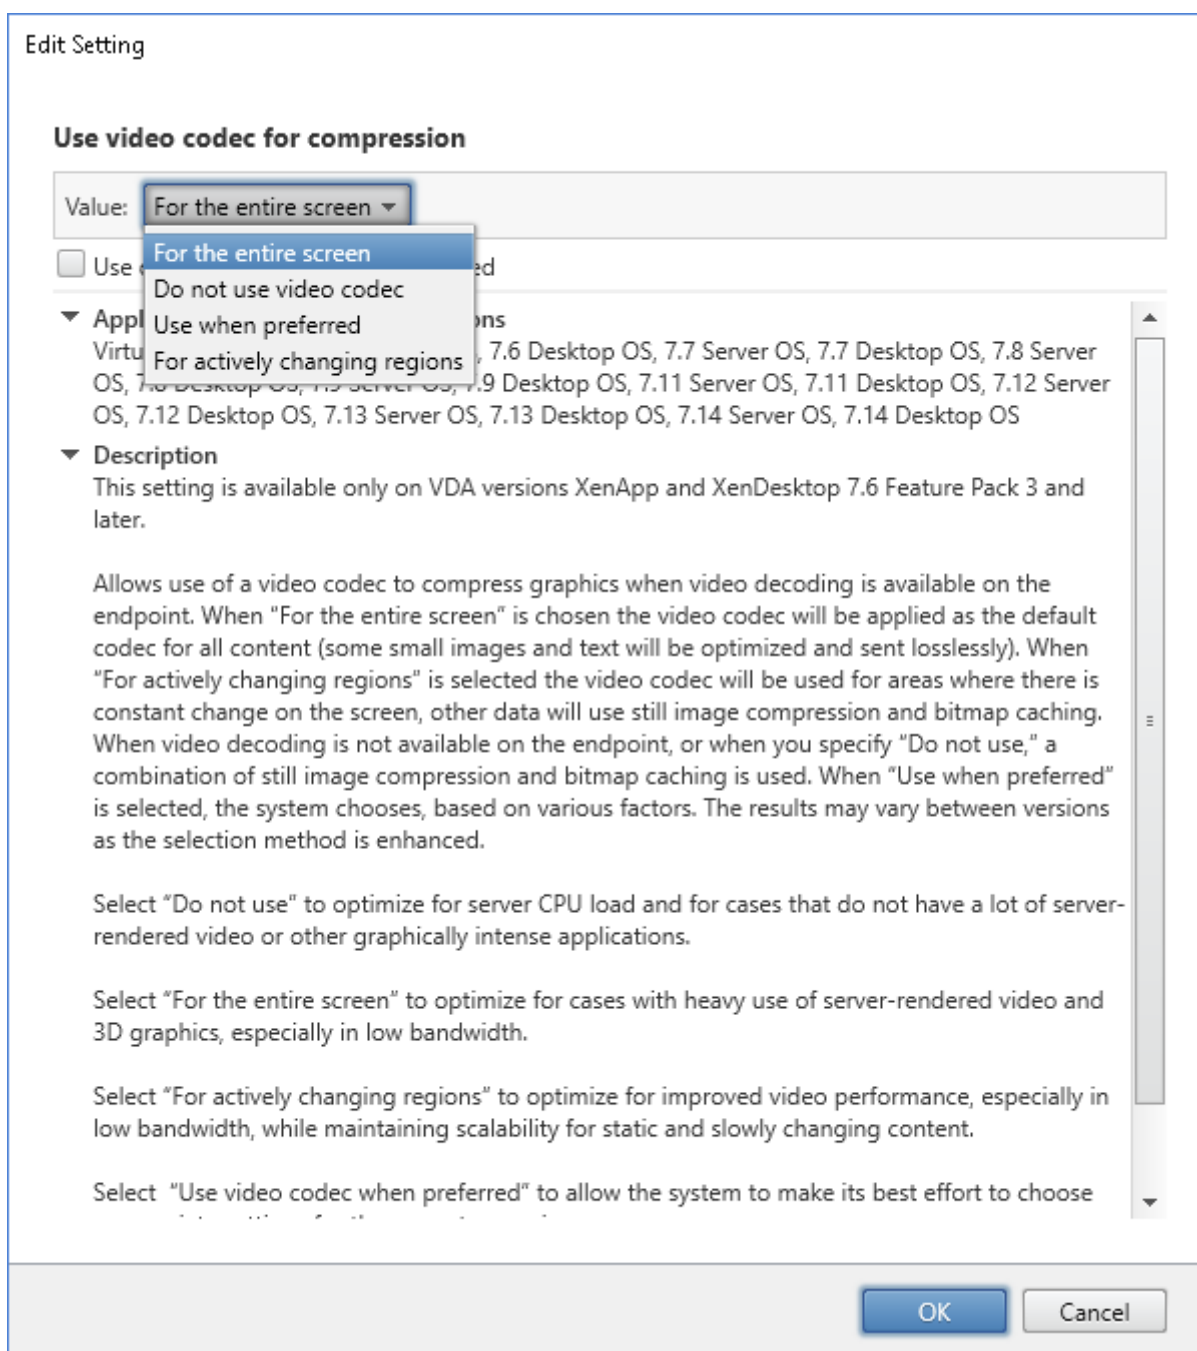 Edit Setting
Use video codec for compression
Value: For the entire screen
For the entire screen
Use
Do not use video codec
Use when preferred
For actively changing regions
7.6 Desktop OS, 7.7 Server OS, 7.7 Desktop OS, 7.8 Server
OS, 7.9 Desktop OS, 7.11 Server OS, 7.11 Desktop OS, 7.12 Server
OS, 7.12 Desktop OS, 7.13 Server OS, 7.13 Desktop OS, 7.14 Server OS, 7.14 Desktop OS
Description
This setting is available only on VDA versions XenApp and XenDesktop 7.6 Feature Pack 3 and
later.
Allows use of a video codec to compress graphics when video decoding is available on the
endpoint. When “For the entire screen” is chosen the video codec will be applied as the default
codec for all content (some small images and text will be optimized and sent losslessly). When
“For actively changing regions” is selected the video codec will be used for areas where there is
constant change on the screen, other data will use still image compression and bitmap caching.
When video decoding is not available on the endpoint, or when you specify “Do not use,” a
combination of still image compression and bitmap caching is used. When “Use when preferred”
is selected, the system chooses, based on various factors. The results may vary between versions
as the selection method is enhanced.
Select “Do not use” to optimize for server CPU load and for cases that do not have a lot of server-
rendered video or other graphically intense applications.
Select “For the entire screen” to optimize for cases with heavy use of server-rendered video and
3D graphics, especially in low bandwidth.
Select “For actively changing regions” to optimize for improved video performance, especially in
low bandwidth, while maintaining scalability for static and slowly changing content.
Select  “Use video codec when preferred” to allow the system to make its best effort to choose
OK
Cancel